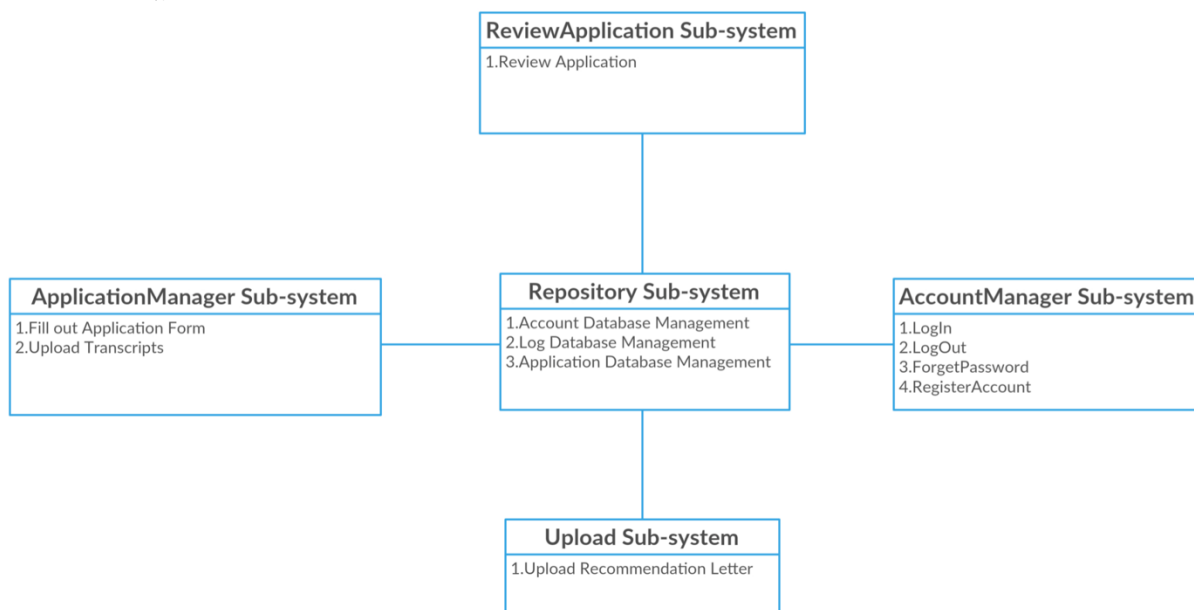 ReviewApplication Sub-system
1.Review Application
ApplicationManager Sub-system
1.Fill out Application Form
2.Upload Transcripts
Repository Sub-system
1.Account Database Management
2.Log Database Management
3.Application Database Management
AccountManager Sub-system
1.LogIn
2.LogOut
3.ForgetPassword
4.RegisterAccount
Upload Sub-system
1.Upload Recommendation Letter